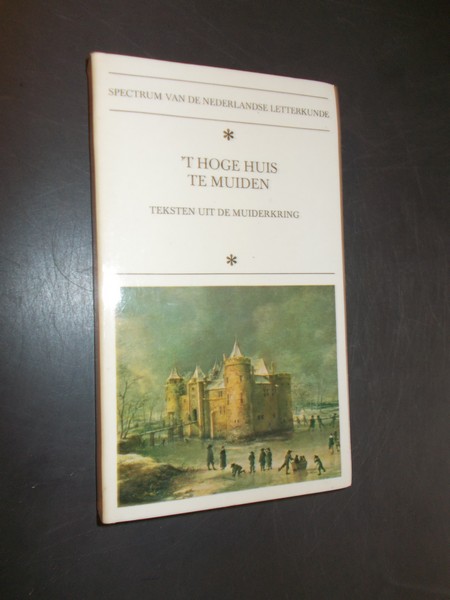 SPECTRUM VAN DE NEDERLANDSE LETTERKUNDE
*
'T HOGE HUIS
TE MUIDEN
TEKSTEN UIT DE MUIDERKRING
*